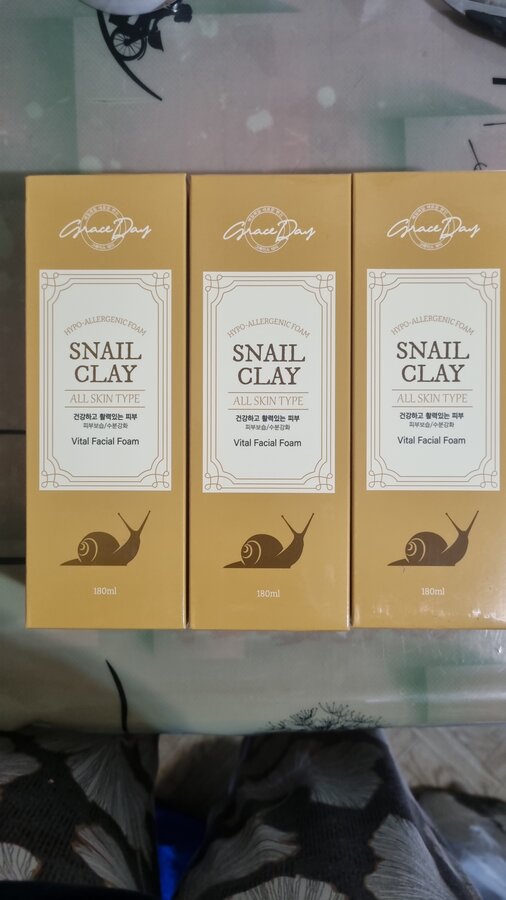 Grace Day
HYPO-ALLERGENIC FOAM
SNAIL
CLAY
ALL SKIN TYPE
건강하고 활력있는 피부
피부보습/수분강화
Vital Facial Foam
180ml
Grace Day
HYPO-ALLERGENIC FOAM
SNAIL
CLAY
ALL SKIN TYPE
건강하고 활력있는 피부
피부보습/수분강화
Vital Facial Foam
180ml
Grace Day
HYPO-ALLERGENIC FOAM
SNAIL
CLAY
ALL SKIN TYPE
건강하고 활력있는 피부
피부보습/수분강화
Vital Facial Foam
180ml